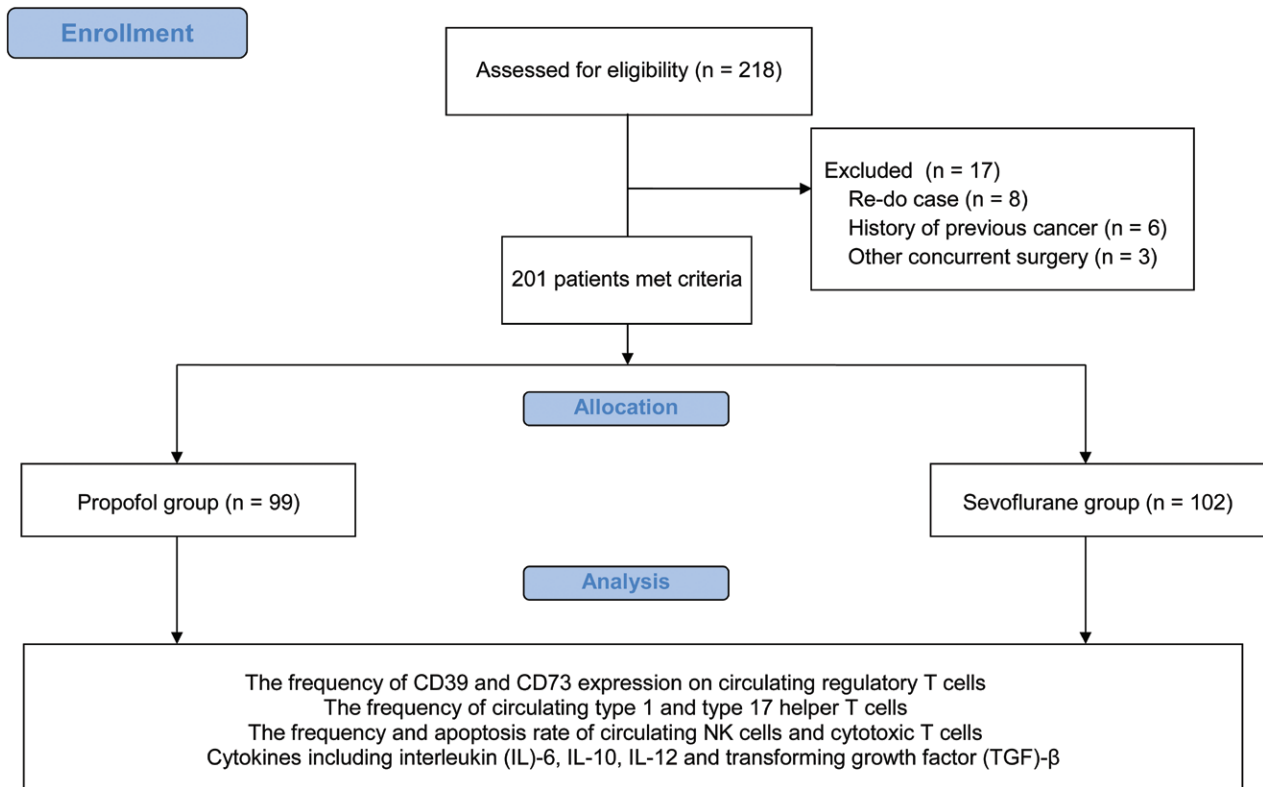 Enrollment
Assessed for eligibility (n = 218)
Excluded (n = 17)
Re-do case (n = 8)
History of previous cancer (n = 6)
Other concurrent surgery (n = 3)
201 patients met criteria
Allocation
Propofol group (n = 99)
Sevoflurane group (n = 102)
Analysis
The frequency of CD39 and CD73 expression on circulating regulatory T cells
The frequency of circulating type 1 and type 17 helper T cells
The frequency and apoptosis rate of circulating NK cells and cytotoxic T cells
Cytokines including interleukin (IL)-6, IL-10, IL-12 and transforming growth factor (TGF)-β